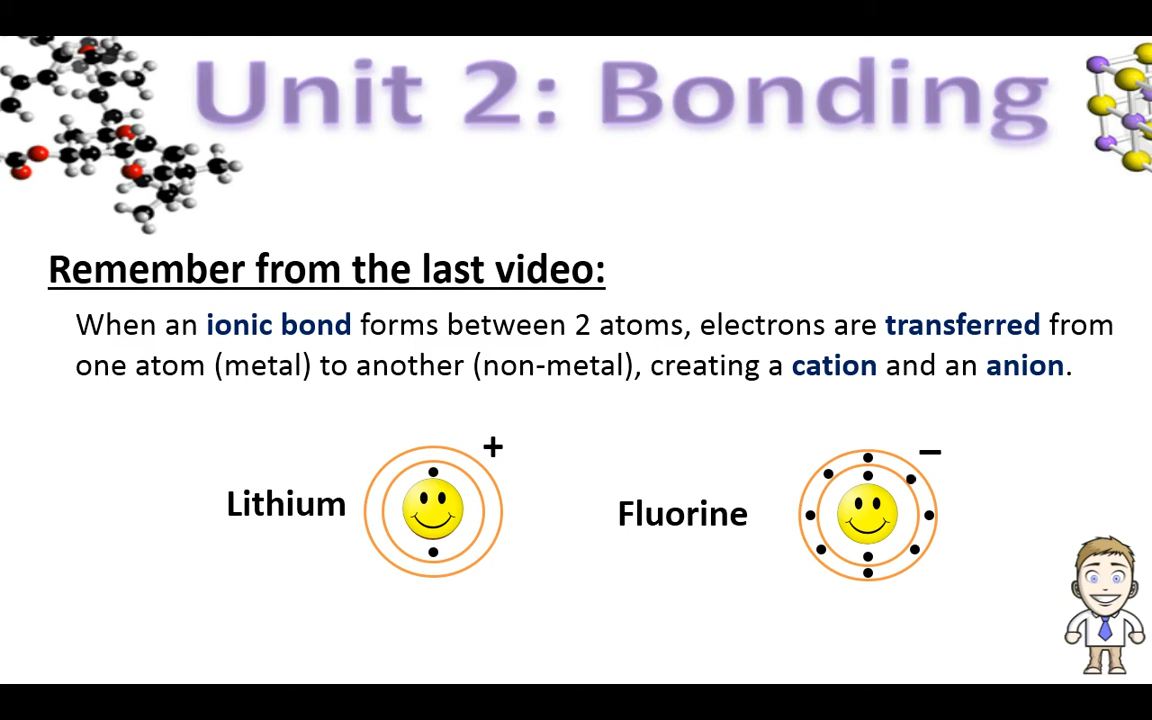 Unit 2: Bonding
Remember from the last video:
When an ionic bond forms between 2 atoms, electrons are transferred from
one atom (metal) to another (non-metal), creating a cation and an anion.
+
–
Lithium
Fluorine